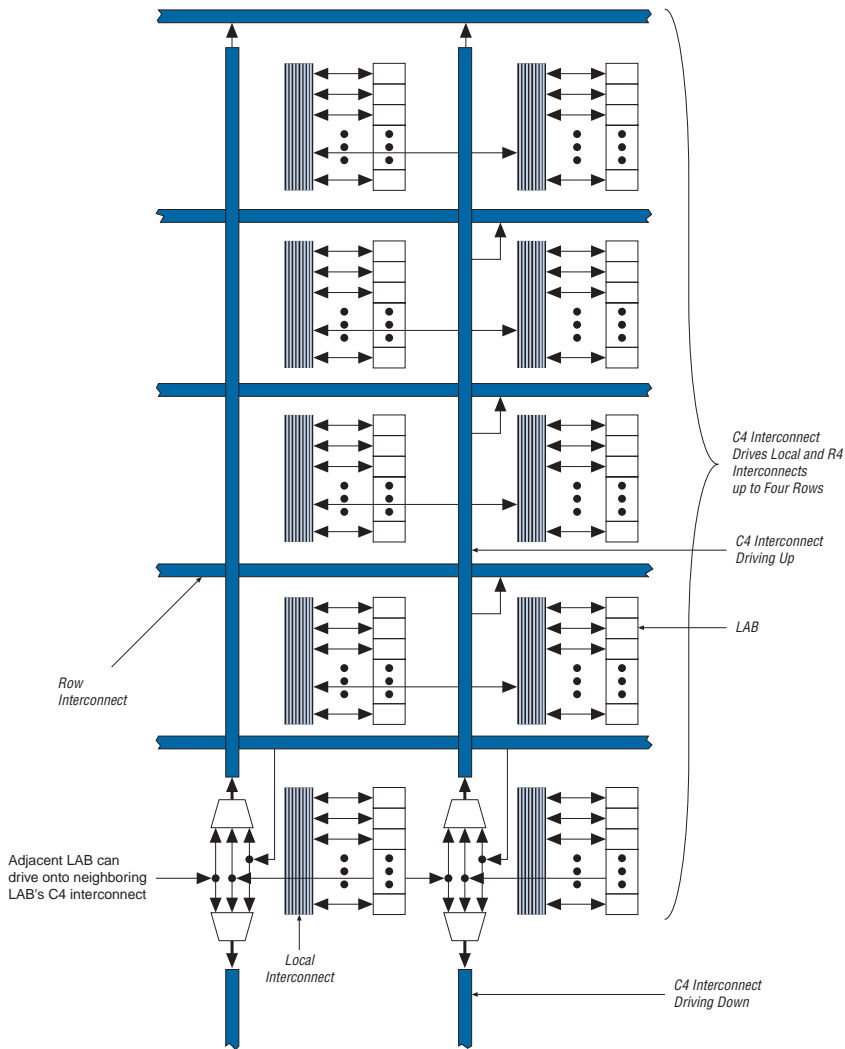 C4 Interconnect
Drives Local and R4
Interconnects
up to Four Rows
C4 Interconnect
Driving Up
LAB
Row
Interconnect
Adjacent LAB can
drive onto neighboring
LAB's C4 interconnect
Local
Interconnect
C4 Interconnect
Driving Down